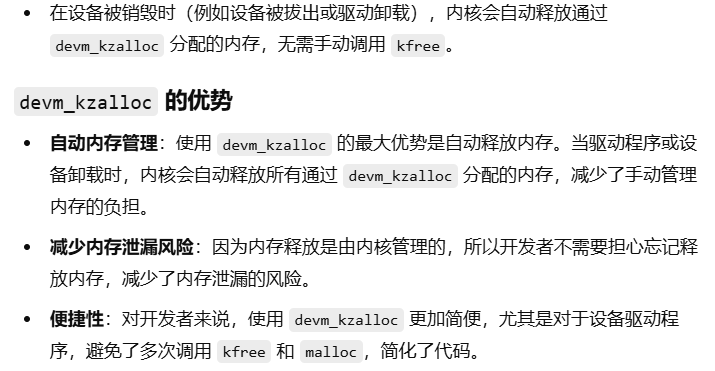 在设备被销毁时（例如设备被拔出或驱动卸载），内核会自动释放通过
devm_kzalloc 分配的内存，无需手动调用 kfree。
devm_kzalloc 的优势
自动内存管理：使用 devm_kzalloc 的最大优势是自动释放内存。当驱动程序或设
备卸载时，内核会自动释放所有通过 devm_kzalloc 分配的内存，减少了手动管理
内存的负担。
减少内存泄漏风险：因为内存释放是由内核管理的，所以开发者不需要担心忘记释
放内存，减少了内存泄漏的风险。
便捷性：对开发者来说，使用 devm_kzalloc 更加简便，尤其是对于设备驱动程
序，避免了多次调用 kfree 和 malloc，简化了代码。